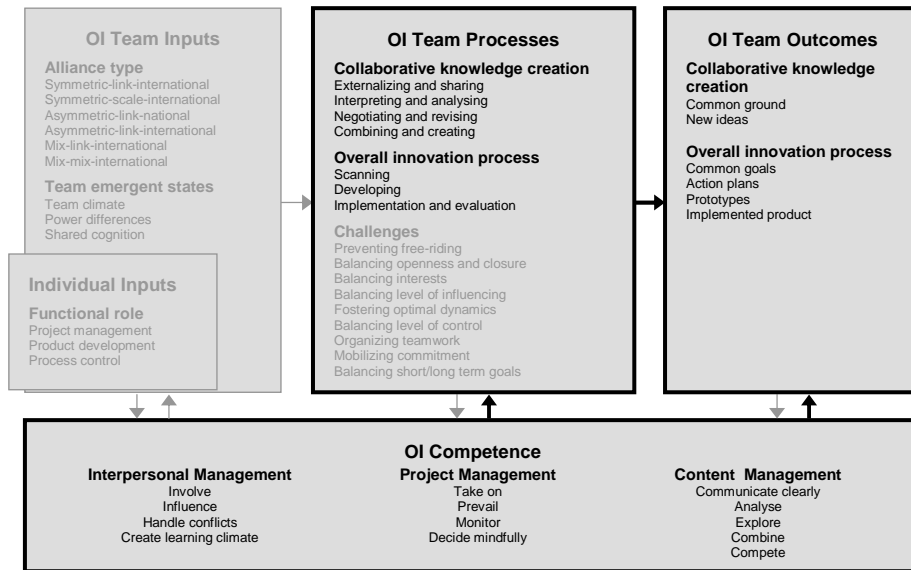 OI Team Inputs
Alliance type
Symmetric-link-international
Symmetric-scale-international
Asymmetric-link-national
Asymmetric-link-international
Mix-link-international
Mix-mix-international
Team emergent states
Team climate
Power differences
Shared cognition
Individual Inputs
Functional role
Project management
Product development
Process control
OI Team Processes
Collaborative knowledge creation
Externalizing and sharing
Interpreting and analysing
Negotiating and revising
Combining and creating
Overall innovation process
Scanning
Developing
Implementation and evaluation
Challenges
Preventing free-riding
Balancing openness and closure
Balancing interests
Balancing level of influencing
Fostering optimal dynamics
Balancing level of control
Organizing teamwork
Mobilizing commitment
Balancing short/long term goals
OI Team Outcomes
Collaborative knowledge
creation
Common ground
New ideas
Overall innovation process
Common goals
Action plans
Prototypes
Implemented product
OI Competence
Interpersonal Management
Involve
Influence
Handle conflicts
Create learning climate
Project Management
Take on
Prevail
Monitor
Decide mindfully
Content Management
Communicate clearly
Analyse
Explore
Combine
Compete